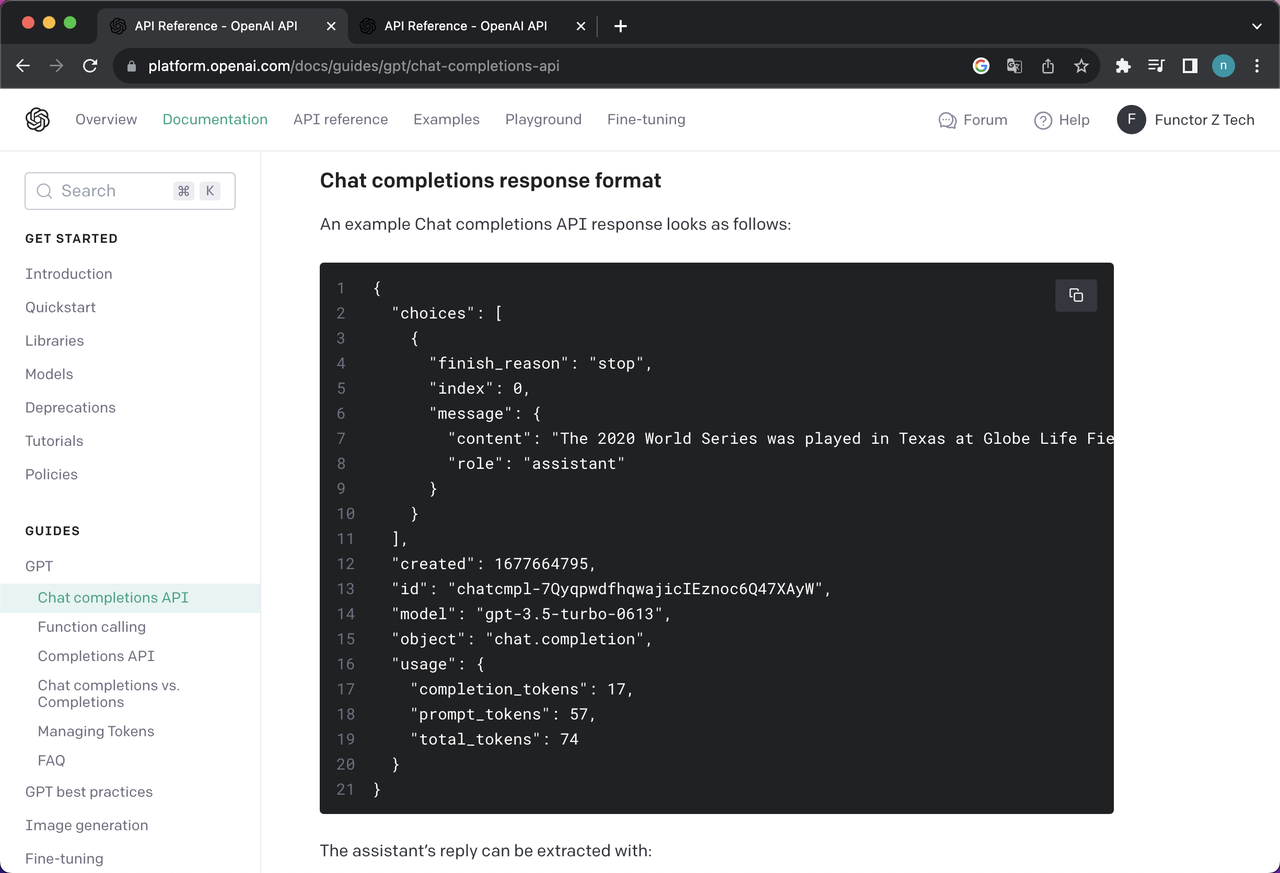 API Reference - OpenAI API
API Reference - OpenAI API
platform.openai.com/docs/guides/gpt/chat-completions-api
n
Overview Documentation API reference Examples Playground Fine-tuning Forum Help F Functor Z Tech
Search ⌘ K
GET STARTED
Introduction
Quickstart
Libraries
Models
Deprecations
Tutorials
Policies
GUIDES
GPT
Chat completions API
Function calling
Completions API
Chat completions vs.
Completions
Managing Tokens
FAQ
GPT best practices
Image generation
Fine-tuning
Chat completions response format
An example Chat completions API response looks as follows:
1 {
2 "choices": [
3 {
4 "finish_reason": "stop",
5 "index": 0,
6 "message": {
7 "content": "The 2020 World Series was played in Texas at Globe Life Fie
8 "role": "assistant"
9 }
10 }
11 ],
12 "created": 1677664795,
13 "id": "chatcmpl-7QyqpwdfhqwajicIEznoc6Q47XAyW",
14 "model": "gpt-3.5-turbo-0613",
15 "object": "chat.completion",
16 "usage": {
17 "completion_tokens": 17,
18 "prompt_tokens": 57,
19 "total_tokens": 74
20 }
21 }
The assistant’s reply can be extracted with: